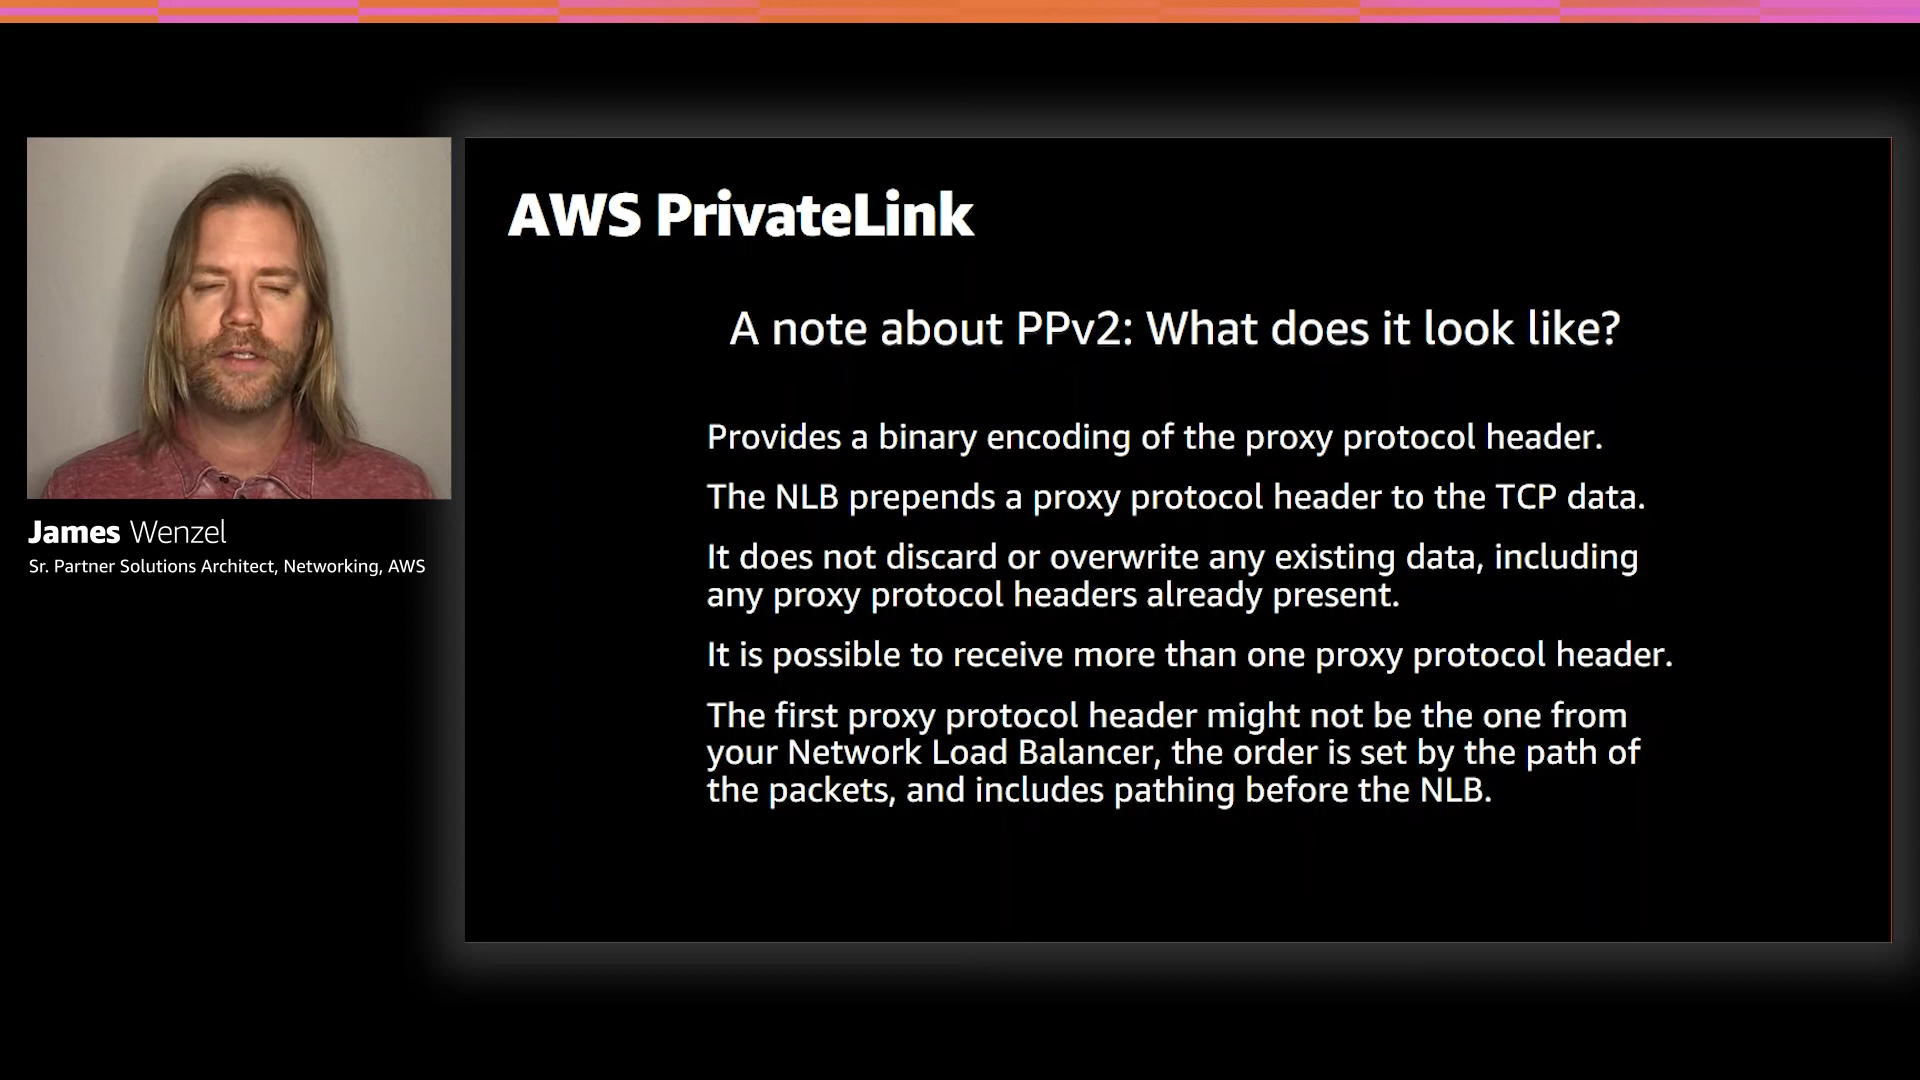 AWS PrivateLink
A note about PPv2: What does it look like?
Provides a binary encoding of the proxy protocol header.
The NLB prepends a proxy protocol header to the TCP data.
It does not discard or overwrite any existing data, including
any proxy protocol headers already present.
It is possible to receive more than one proxy protocol header.
The first proxy protocol header might not be the one from
your Network Load Balancer, the order is set by the path of
the packets, and includes pathing before the NLB.
James Wenzel
Sr. Partner Solutions Architect, Networking, AWS